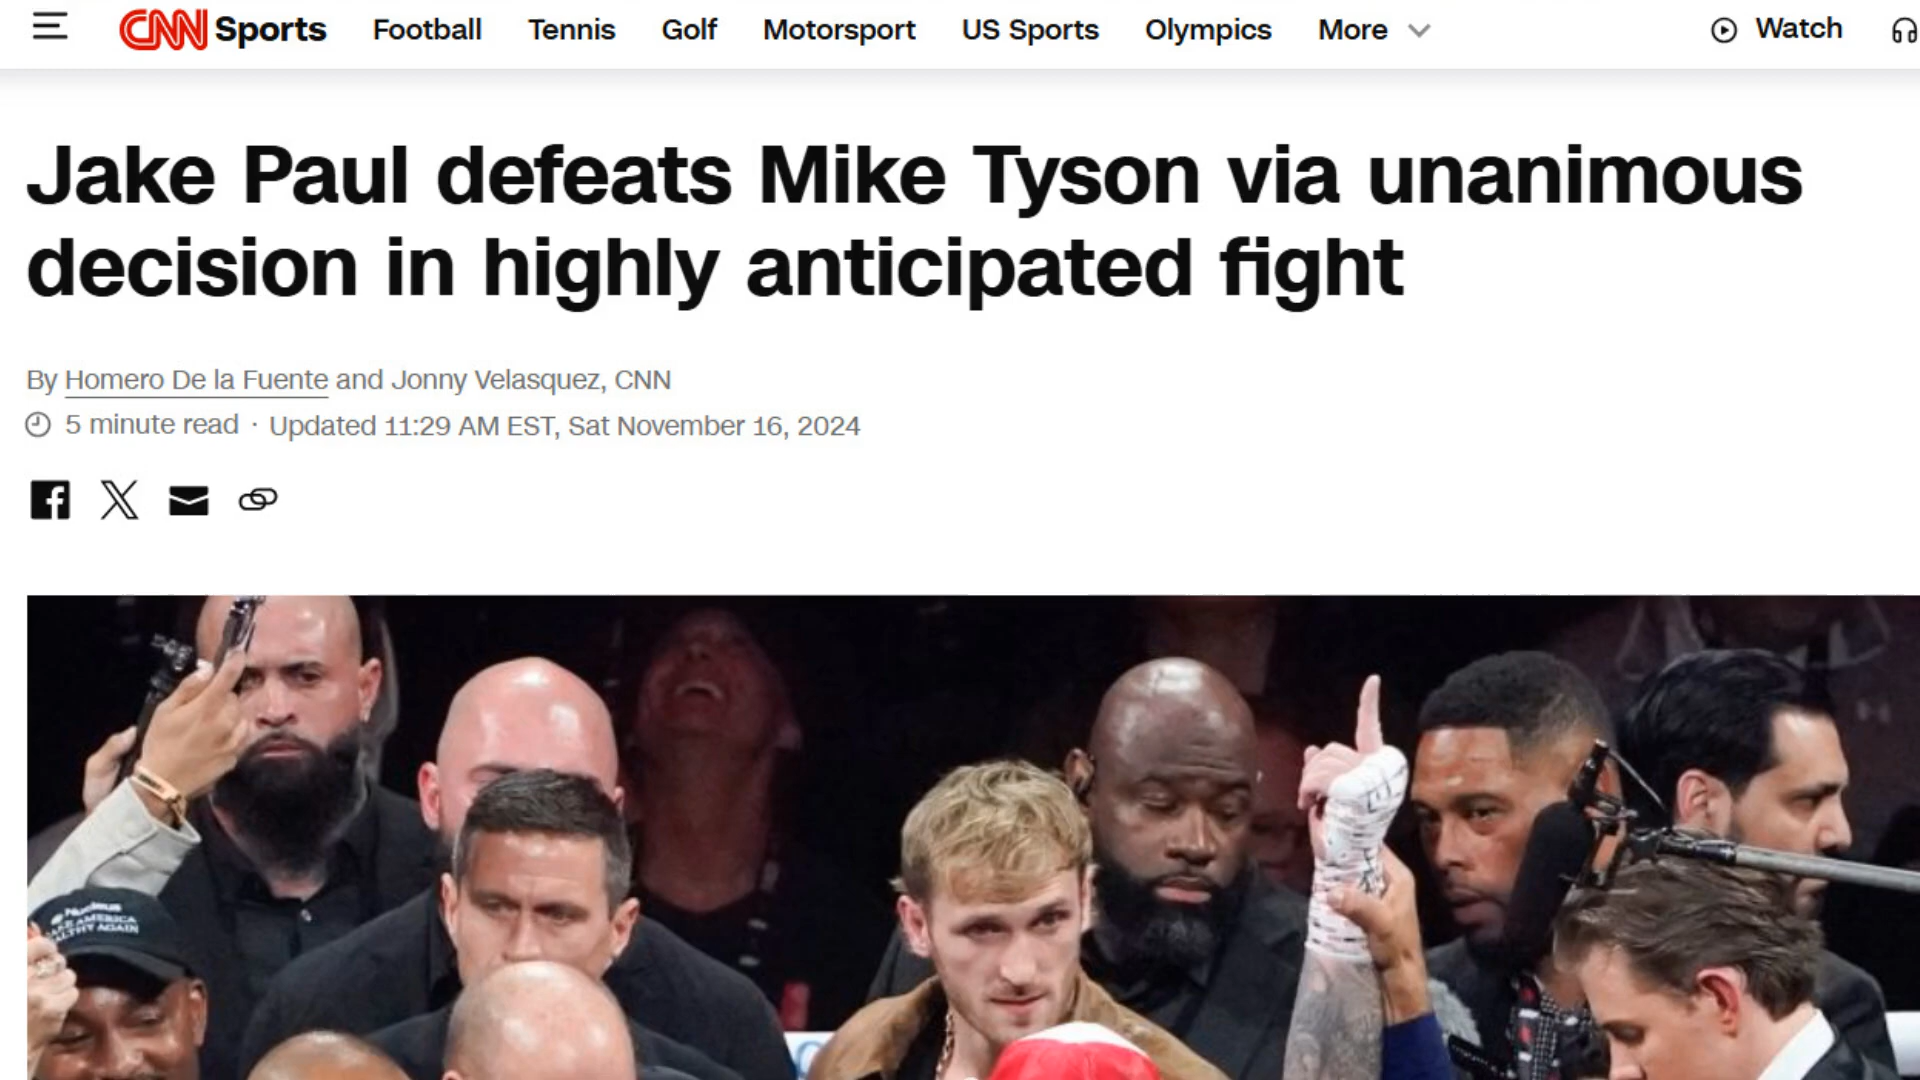 CNN Sports Football Tennis Golf Motorsport US Sports Olympics More Watch
Jake Paul defeats Mike Tyson via unanimous
decision in highly anticipated fight
By Homero De la Fuente and Jonny Velasquez, CNN
5 minute read · Updated 11:29 AM EST, Sat November 16, 2024
AMERICA
AGAIN